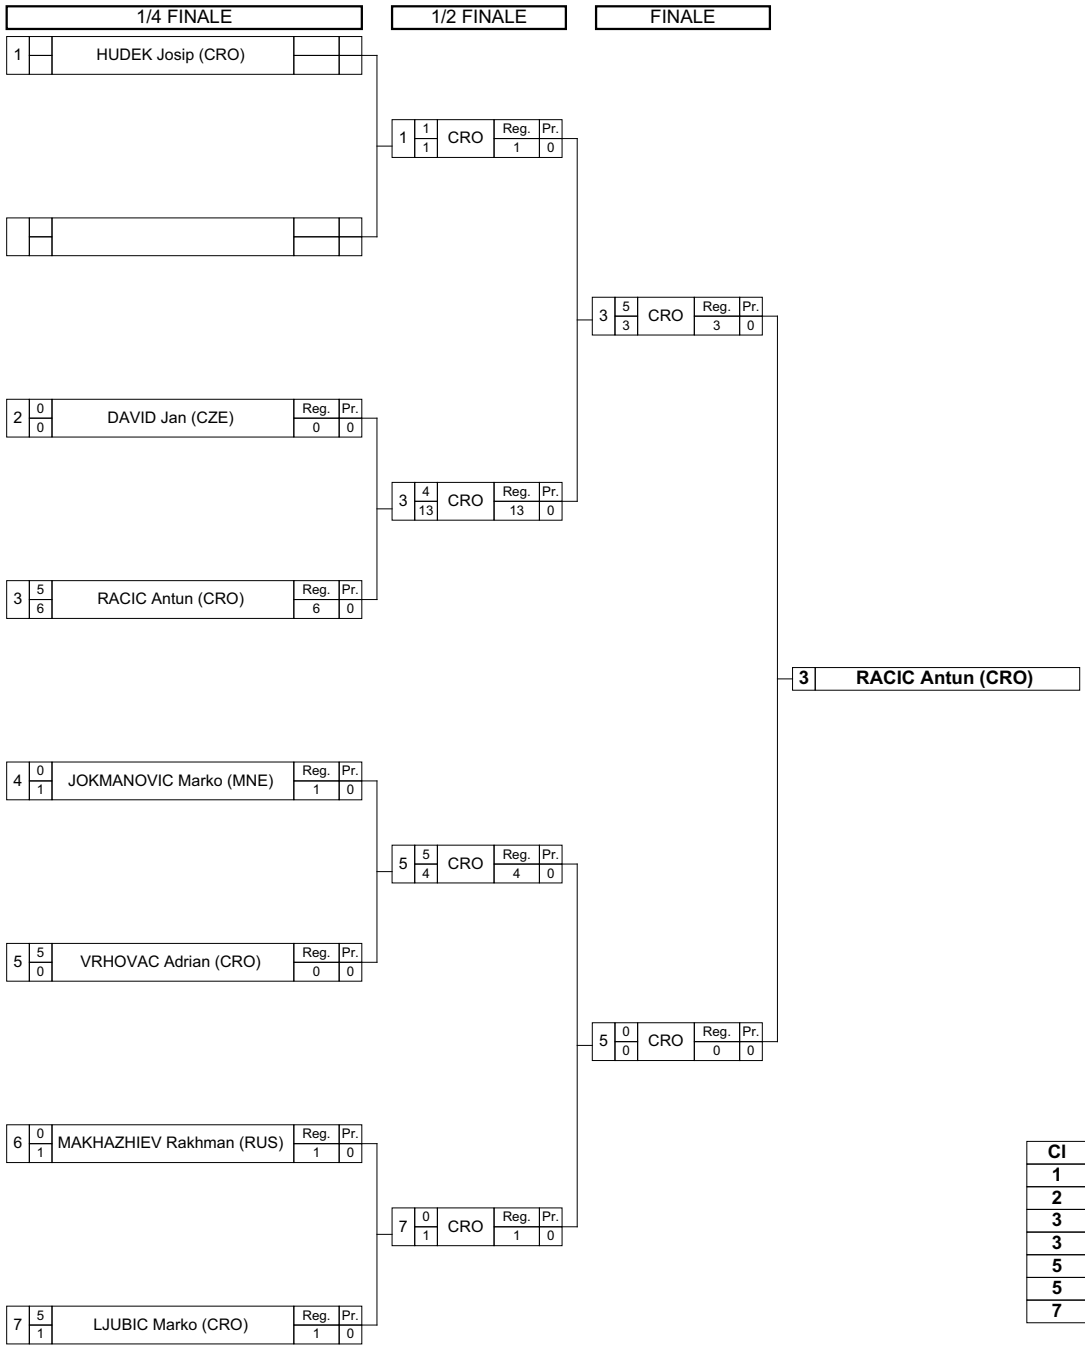 1/4 FINALE 1/2 FINALE FINALE
1 HUDEK Josip (CRO)
1 1 CRO Reg. Pr.
1 1 0
5 Reg. Pr.
3 CRO
3 3 0
2 0 DAVID Jan (CZE) Reg. Pr.
0 0 0
3 4 CRO Reg. Pr.
13 13 0
3 5 RACIC Antun (CRO) Reg. Pr.
6 6 0
3 RACIC Antun (CRO)
4 0 JOKMANOVIC Marko (MNE) Reg. Pr.
1 1 0
5 5 CRO Reg. Pr.
4 4 0
5 5 VRHOVAC Adrian (CRO) Reg. Pr.
0 0 0
5 0 CRO Reg. Pr.
0 0 0
6 0 MAKHAZHIEV Rakhman (RUS) Reg. Pr.
1 1 0
Cl
1
2
3
3
5
5
7
7 0 CRO Reg. Pr.
1 1 0
7 5 LJUBIC Marko (CRO) Reg. Pr.
1 1 0